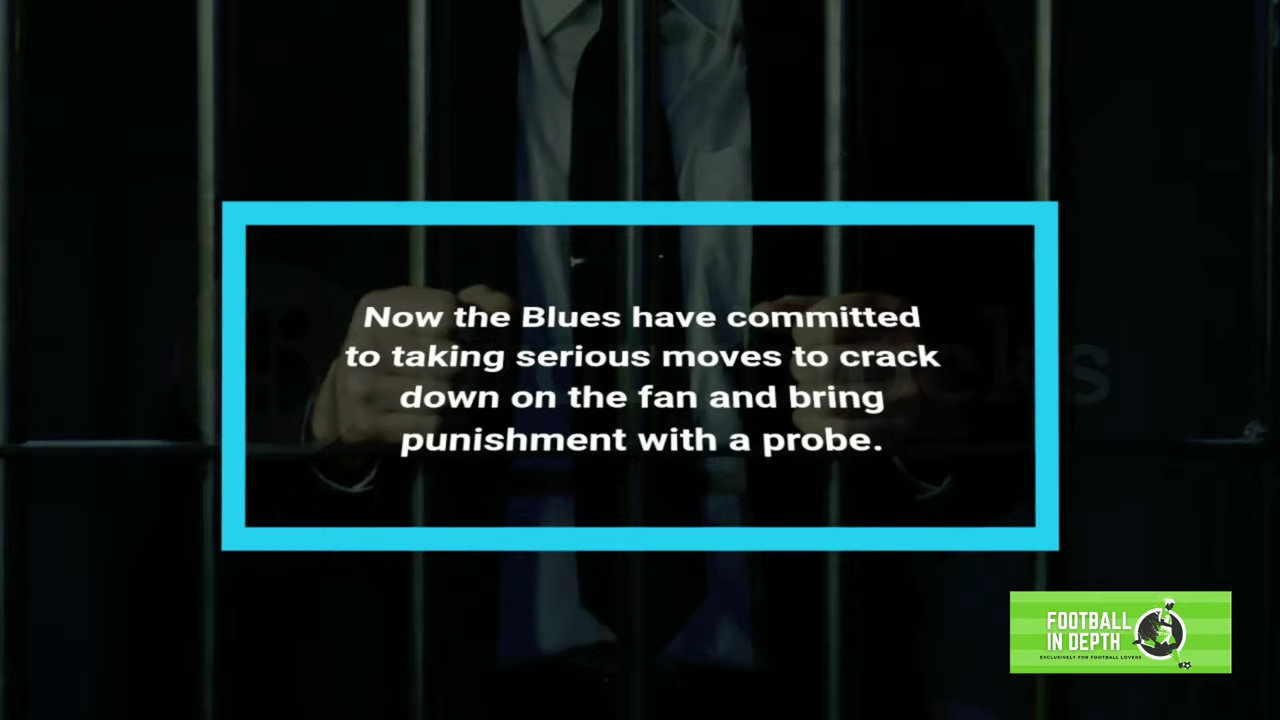 Now the Blues have committed
to taking serious moves to crack
down on the fan and bring
punishment with a probe.
FOOTBALL
IN DEPTH
EXCLUSIVELY FOR FOOTBALL LOVERS